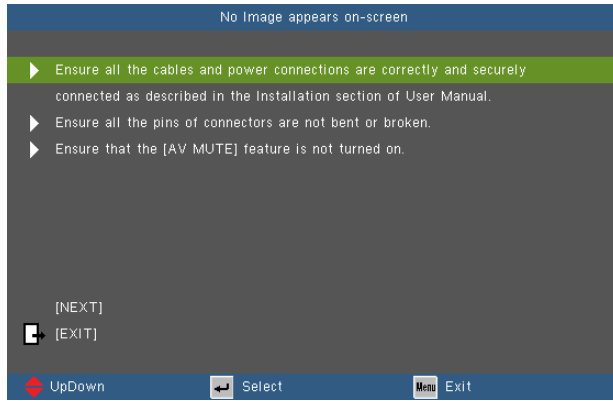 No Image appears on-screen
Ensure all the cables and power connections are correctly and securely
connected as described in the Installation section of User Manual.
Ensure all the pins of connectors are not bent or broken.
Ensure that the [AV MUTE] feature is not turned on.
[NEXT]
[EXIT]
UpDown Select Menu Exit